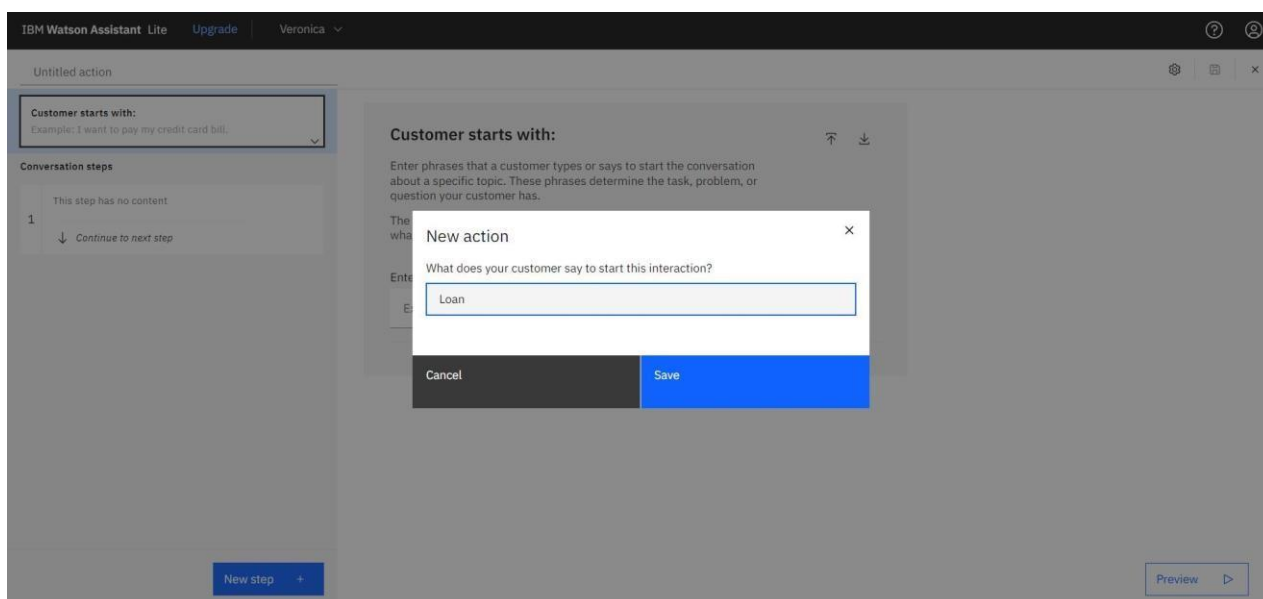 IBM Watson Assistant Lite Upgrade Veronica
Untitled action
Customer starts with:
Example: I want to pay my credit card bill.
Conversation steps
1
This step has no content
Continue to next step
New step +
Customer starts with:
Enter phrases that a customer types or says to start the conversation
about a specific topic. These phrases determine the task, problem, or
question your customer has.
The
wha
Ente
New action
What does your customer say to start this interaction?
Loan
Cancel
Save
Preview